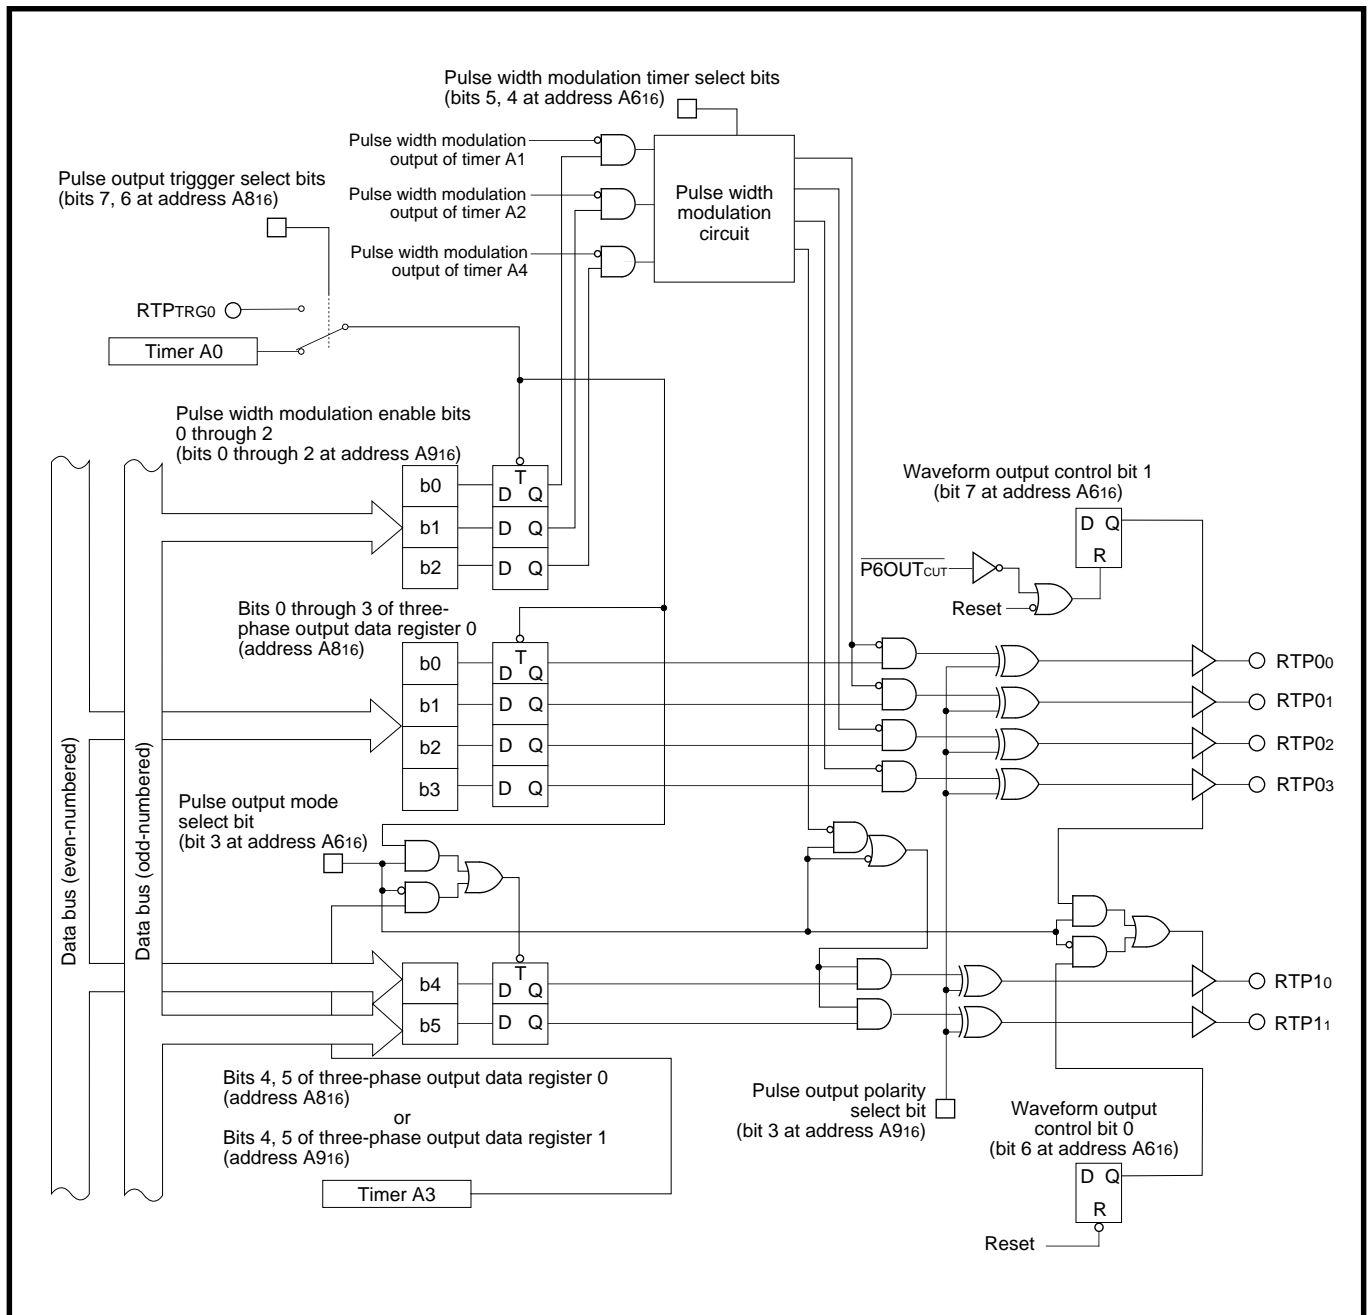 Pulse width modulation timer select bits
(bits 5, 4 at address A616)
Pulse width modulation
output of timer A1
Pulse width modulation
output of timer A2
Pulse width modulation
output of timer A4
Pulse width
modulation
circuit
Pulse output triggger select bits
(bits 7, 6 at address A816)
RTPTRG0
Timer A0
Pulse width modulation enable bits
0 through 2
(bits 0 through 2 at address A916)
b0
b1
b2
T
D Q
D Q
D Q
Waveform output control bit 1
(bit 7 at address A616)
D Q
R
P6OUTCUT
Reset
Bits 0 through 3 of three-
phase output data register 0
(address A816)
b0
b1
b2
b3
T
D Q
D Q
D Q
D Q
RTP00
RTP01
RTP02
RTP03
Data bus (even-numbered)
Data bus (odd-numbered)
Pulse output mode
select bit
(bit 3 at address A616)
b4
b5
T
D Q
D Q
RTP10
RTP11
Bits 4, 5 of three-phase output data register 0
(address A816)
or
Bits 4, 5 of three-phase output data register 1
(address A916)
Timer A3
Pulse output polarity
select bit
(bit 3 at address A916)
Waveform output
control bit 0
(bit 6 at address A616)
D Q
R
Reset